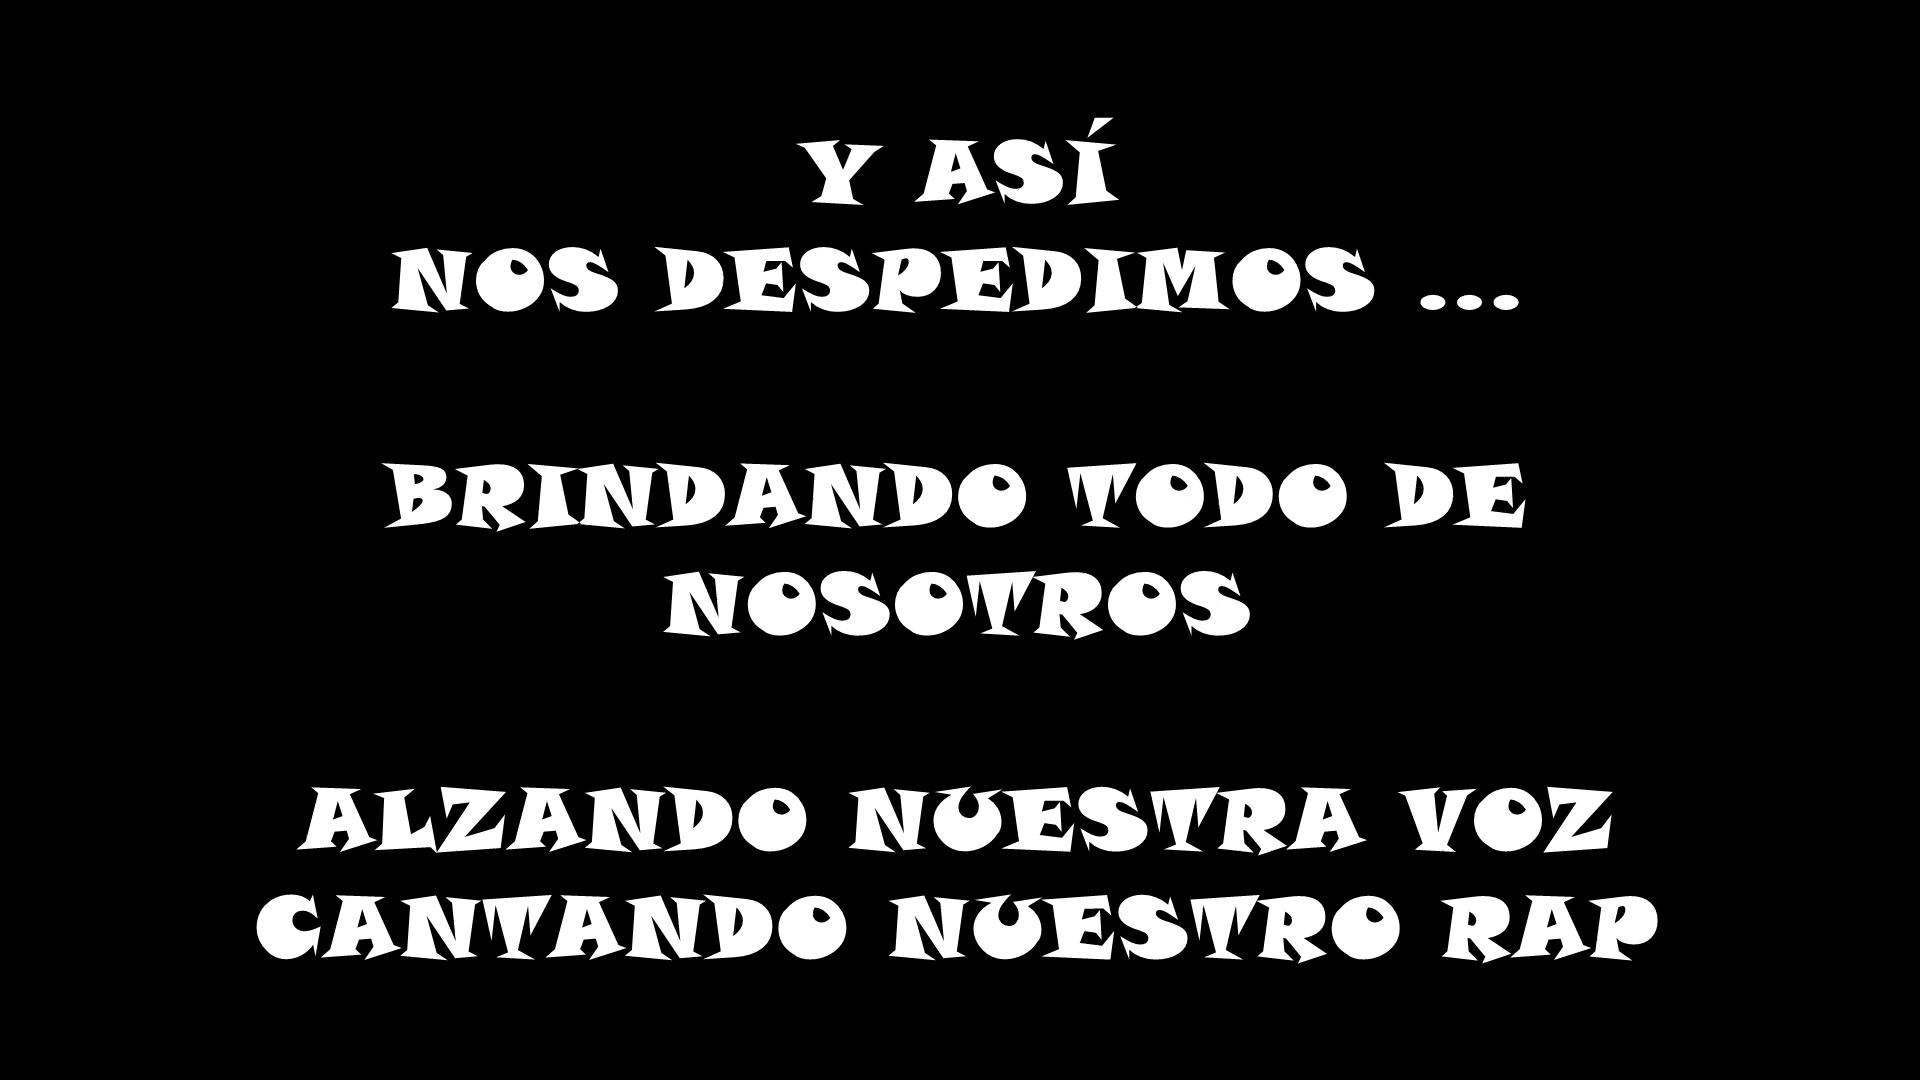 Y ASÍ
NOS DESPEDIMOS ...
BRINDANDO TODO DE
NOSOTROS
ALZANDO NUESTRA VOZ
CANTANDO NUESTRO RAP